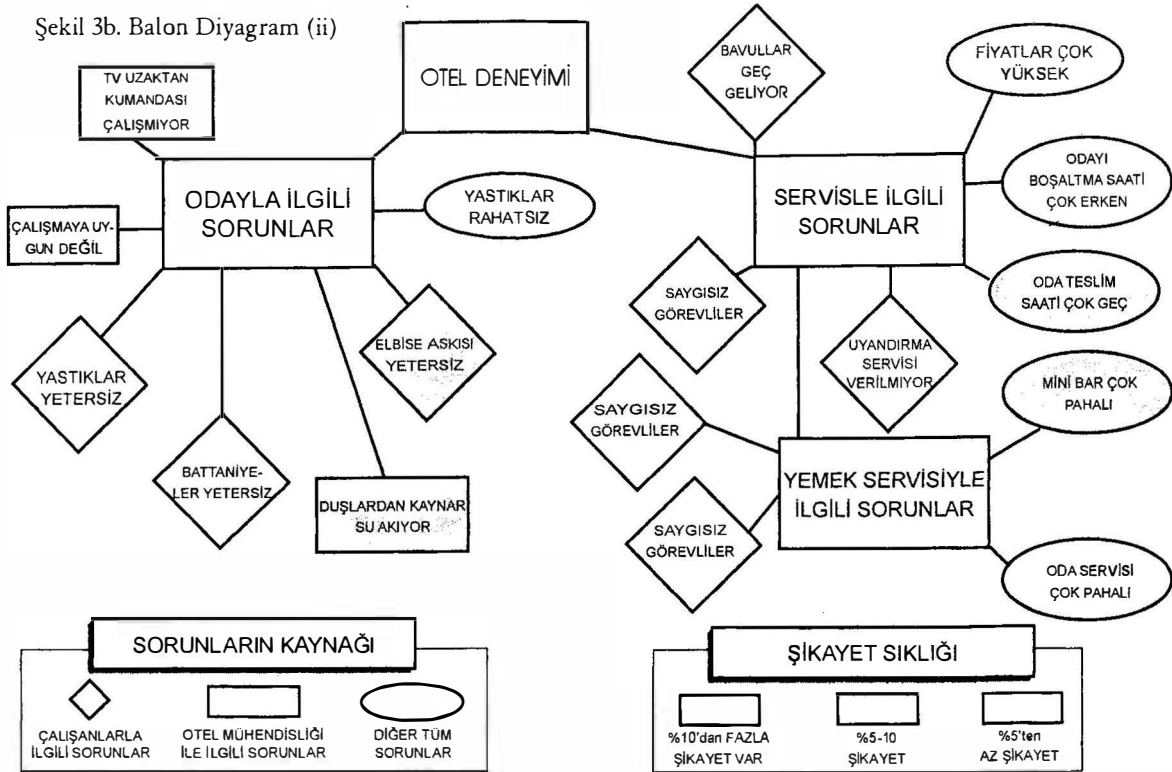 Şekil 3b. Balon Diyagram (ii)
TV UZAKTAN
KUMANDASI
ÇALIŞMIYOR
OTEL DENEYİMİ
BAVULLAR
GEÇ
GELİYOR
FİYATLAR ÇOK
YÜKSEK
ODAYLA İLGİLİ
SORUNLAR
YASTIKLAR
RAHATSIZ
SERVİSLE İLGİLİ
SORUNLAR
ODAYI
BOŞALTMA SAATİ
ÇOK ERKEN
ÇALIŞMAYA UY-
GUN DEĞİL
SAYGISIZ
GÖREVLİLER
ODA TESLİM
SAATİ ÇOK GEÇ
YASTIKLAR
YETERSİZ
ELBİSE ASKISI
YETERSİZ
UYANDIRMA
SERVİSİ
VERİLMIYOR
MİNİ BAR ÇOK
PAHALI
SAYGISIZ
GÖREVLİLER
BATTANİYE-
LER YETERSİZ
DUŞLARDAN KAYNAR
SU AKIYOR
YEMEK SERVİSİYLE
İLGİLİ SORUNLAR
SAYGISIZ
GÖREVLİLER
ODA SERVİSİ
ÇOK PAHALI
SORUNLARIN KAYNAĞI
ÇALIŞANLARLA
İLGİLİ SORUNLAR
OTEL MÜHENDİSLİĞİ
İLE İLGİLİ SORUNLAR
DİĞER TÜM
SORUNLAR
ŞİKAYET SIKLIĞI
%10'dan FAZLA
ŞİKAYET VAR
%5-10
ŞİKAYET
%5'ten
AZ ŞİKAYET